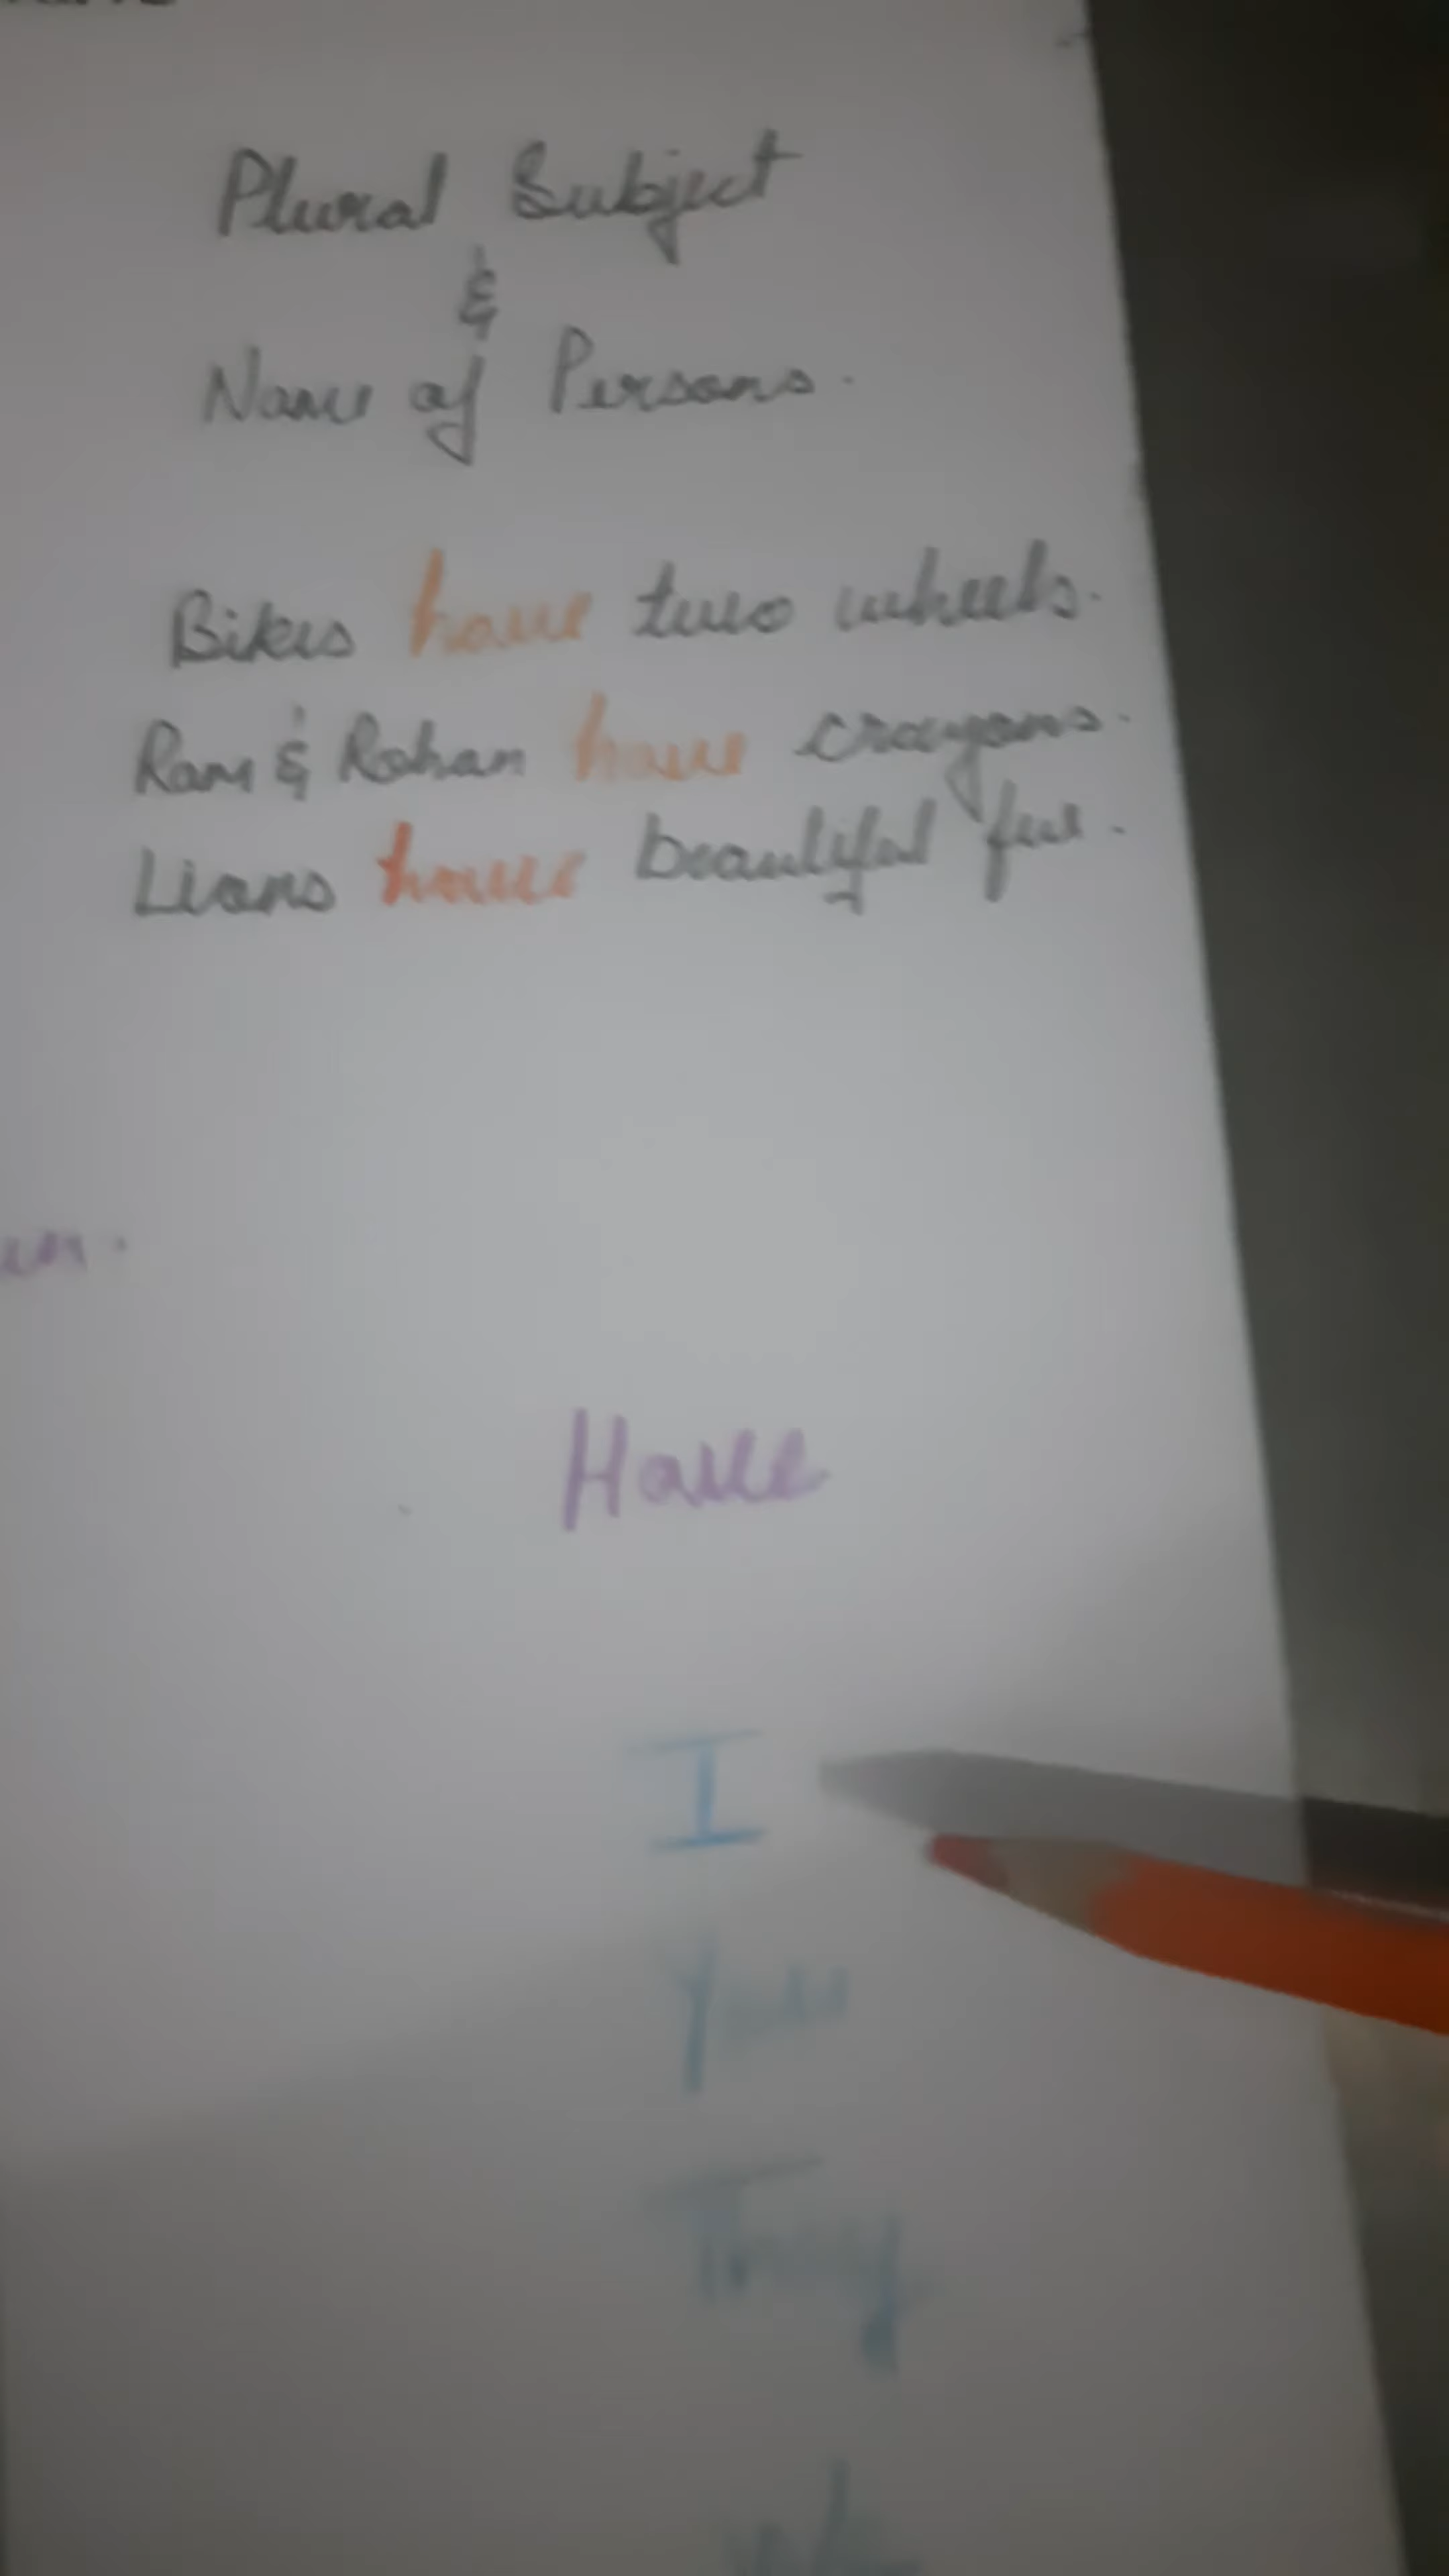 Plural Subject
&
Name of Persons.
Bikes have two wheels.
Ram & Rohan have crayons.
Lions have beautiful fur.
Have
I
You
They